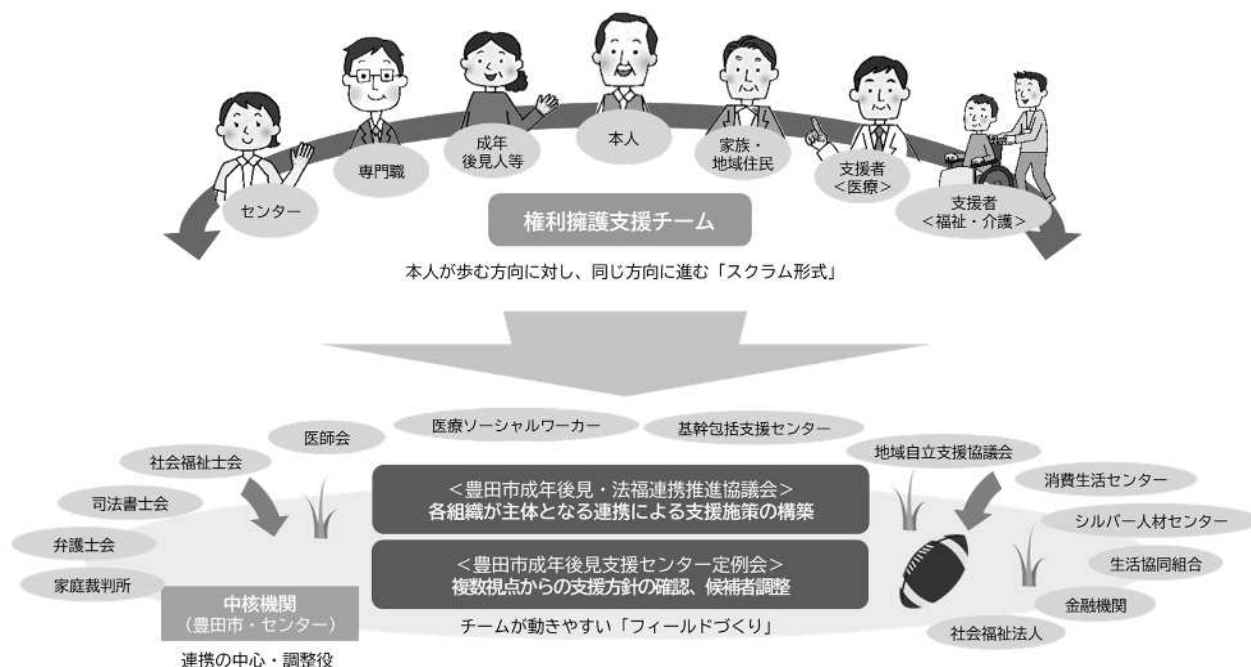 センター
専門職
成年
後見人等
本人
家族・
地域住民
支援者
<医療>
支援者
<福祉・介護>
権利擁護支援チーム
本人が歩む方向に対し、同じ方向に進む「スクラム形式」
家庭裁判所
弁護士会
司法書士会
社会福祉士会
医師会
医療ソーシャルワーカー
基幹包括支援センター
地域自立支援協議会
消費生活センター
シルバー人材センター
生活協同組合
金融機関
社会福祉法人
<豊田市成年後見・法福連携推進協議会>
各組織が主体となる連携による支援施策の構築
<豊田市成年後見支援センター定例会>
複数視点からの支援方針の確認、候補者調整
チームが動きやすい「フィールドづくり」
中核機関
（豊田市・センター）
連携の中心・調整役